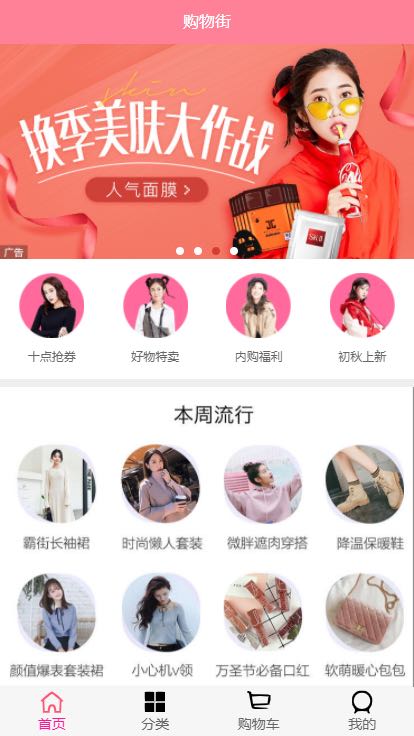 购物街
skin
换季美肤大作战
人气面膜
SK-II
Coca-Cola
广告
十点抢券 好物特卖 内购福利 初秋上新
本周流行
霸街长袖裙 时尚懒人套装 微胖遮肉穿搭 降温保暖鞋
颜值爆表套装裙 小心机v领 万圣节必备口红 软萌暖心包包
首页 分类 购物车 我的